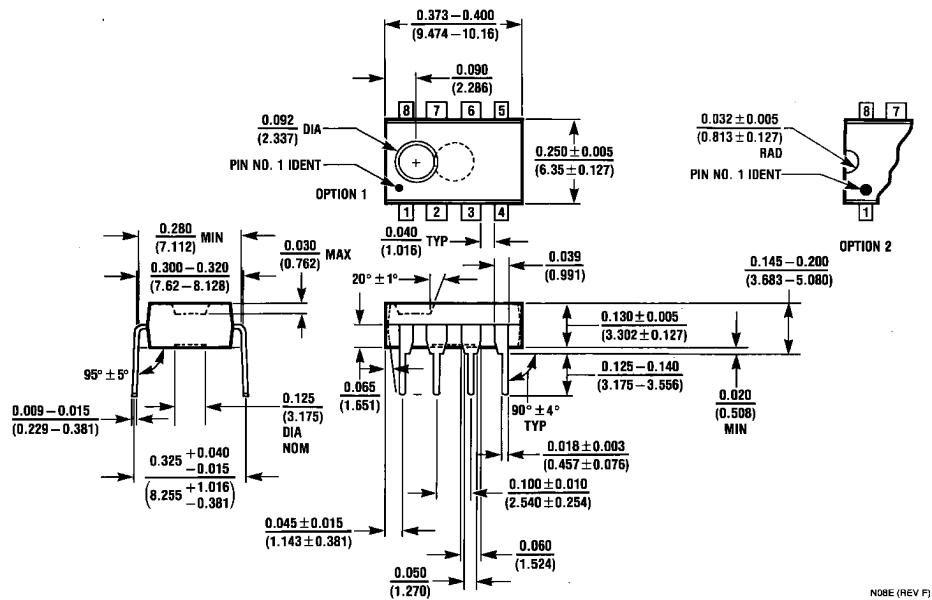 0.373–0.400
(9.474–10.16)
0.090
(2.286)
8 7 6 5
0.092
(2.337)
DIA
PIN NO. 1 IDENT
OPTION 1
0.250 ± 0.005
(6.35 ± 0.127)
1 2 3 4
0.032 ± 0.005
(0.813 ± 0.127)
RAD
PIN NO. 1 IDENT
8 7
1
OPTION 2
0.280
(7.112)
MIN
0.300–0.320
(7.62–8.128)
0.030
(0.762)
MAX
0.040
(1.016)
TYP
0.039
(0.991)
20° ± 1°
0.145–0.200
(3.683–5.080)
0.130 ± 0.005
(3.302 ± 0.127)
95° ± 5°
0.065
(1.651)
0.125–0.140
(3.175–3.556)
0.020
(0.508)
MIN
90° ± 4°
TYP
0.009–0.015
(0.229–0.381)
0.125
(3.175)
DIA
NOM
0.325 +0.040
−0.015
(8.255 +1.016
−0.381)
0.018 ± 0.003
(0.457 ± 0.076)
0.100 ± 0.010
(2.540 ± 0.254)
0.045 ± 0.015
(1.143 ± 0.381)
0.060
(1.524)
0.050
(1.270)
N08E (REV F)